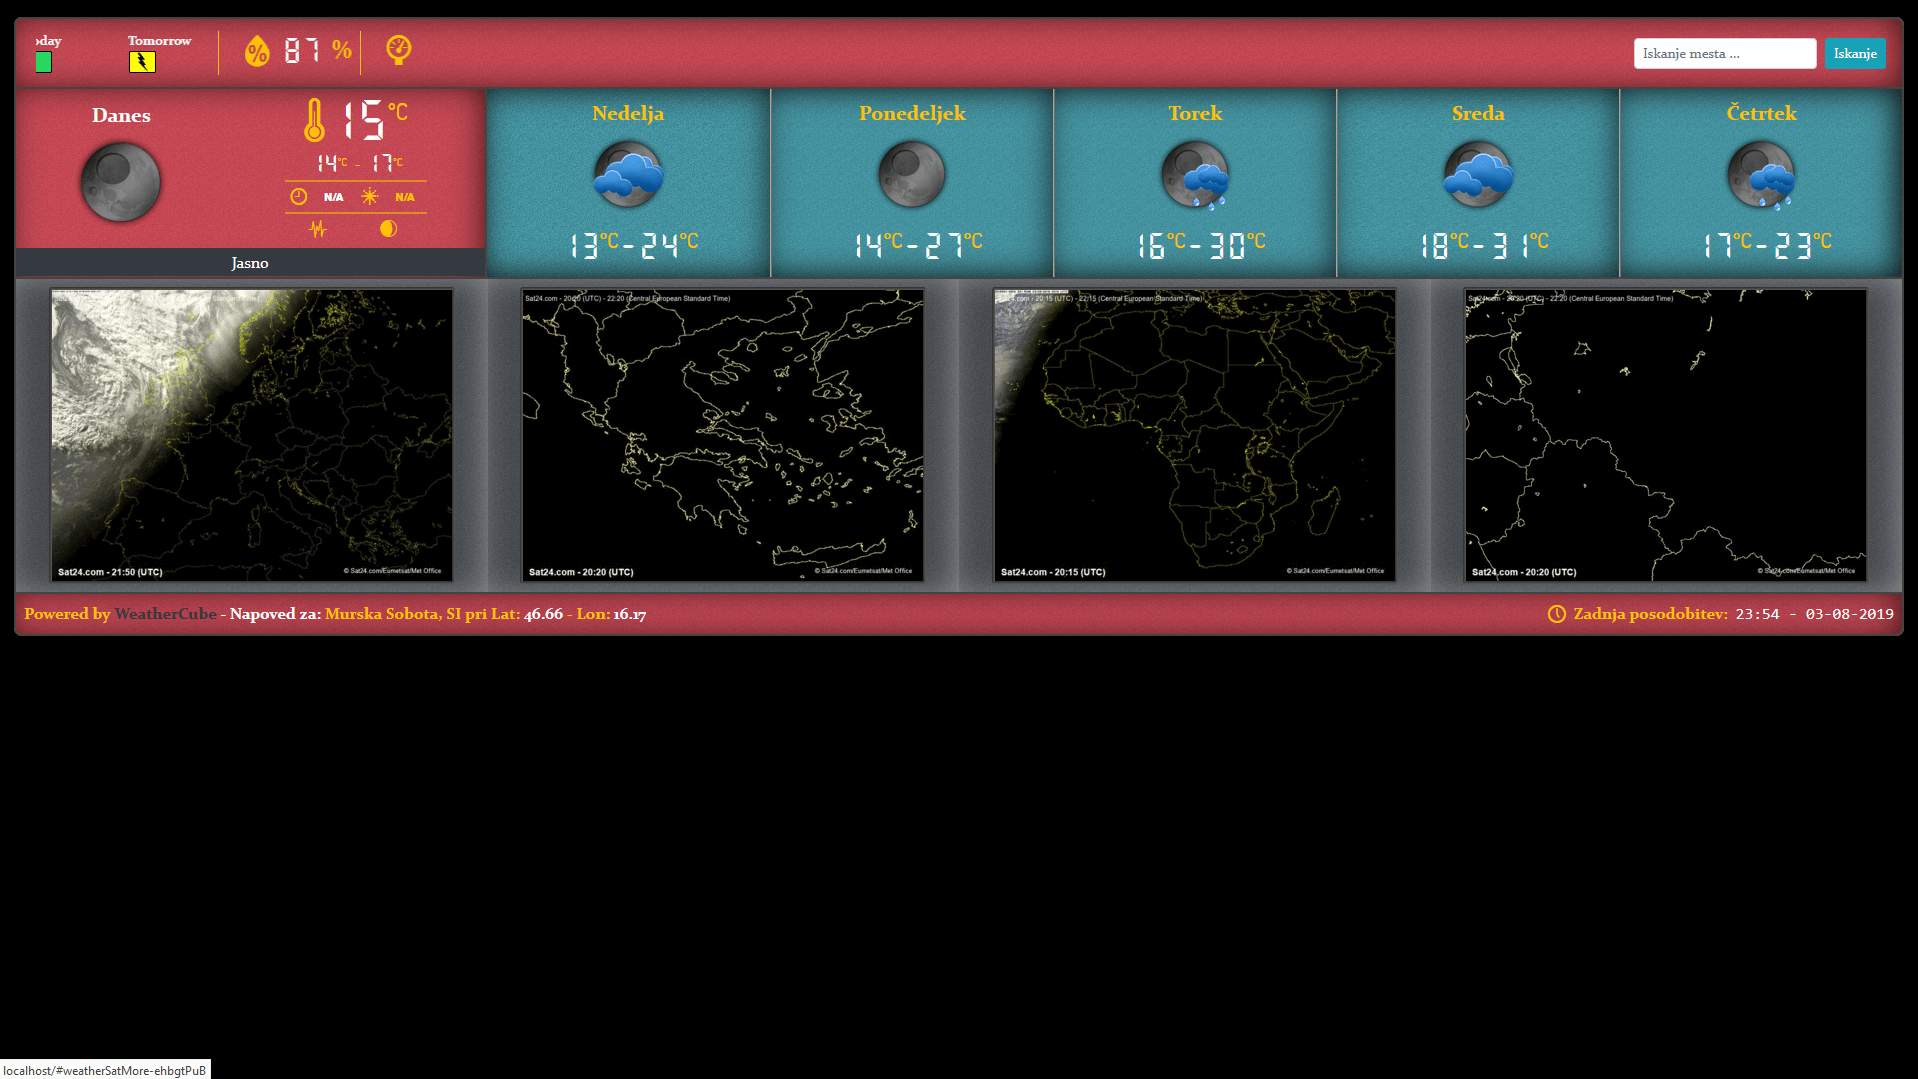 Tomorrow
% 87 %
Iskanje mesta ... Iskanje
Danes
15 °C
14 °C - 17 °C
N/A N/A
Jasno
Nedelja
13 °C - 24 °C
Ponedeljek
14 °C - 27 °C
Torek
16 °C - 30 °C
Sreda
18 °C - 31 °C
Četrtek
17 °C - 23 °C
Sat24.com - 21:50 (UTC)
© Sat24.com/Eumetsat/Met Office
Sat24.com - 20:20 (UTC) - 22:20 (Central European Standard Time)
Sat24.com - 20:20 (UTC)
© Sat24.com/Eumetsat/Met Office
Sat24.com - 20:15 (UTC) - 22:15 (Central European Standard Time)
Sat24.com - 20:15 (UTC)
© Sat24.com/Eumetsat/Met Office
Sat24.com - 20:20 (UTC) - 22:20 (Central European Standard Time)
Sat24.com - 20:20 (UTC)
© Sat24.com/Eumetsat/Met Office
Powered by WeatherCube - Napoved za: Murska Sobota, SI pri Lat: 46.66 - Lon: 16.17
Zadnja posodobitev: 23:54 - 03-08-2019
localhost/#weatherSatMore-ehbgtPuB